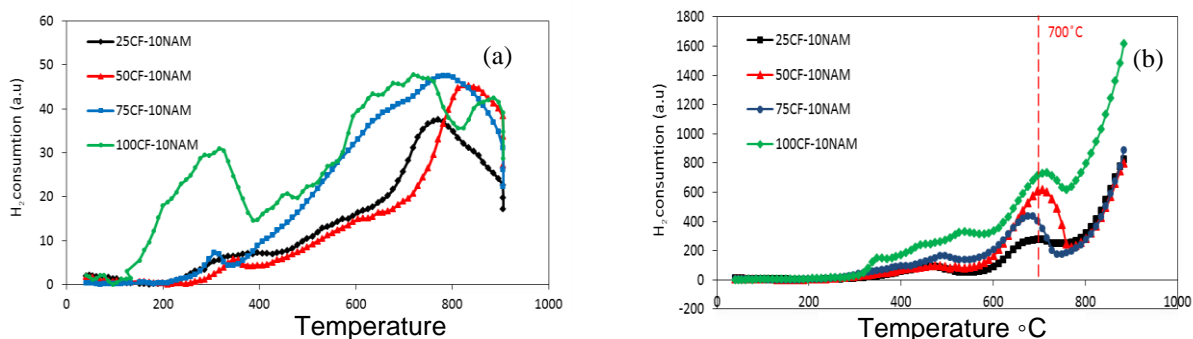 60
50
40
30
20
10
0
H₂consumtion (a.u)
25CF-10NAM
50CF-10NAM
75CF-10NAM
100CF-10NAM
(a)
0 200 400 600 800 1000
Temperature
1800
1600
1400
1200
1000
800
600
400
200
0
-200
H₂consumtion (a.u)
25CF-10NAM
50CF-10NAM
75CF-10NAM
100CF-10NAM
700°C
(b)
0 200 400 600 800 1000
Temperature ◦C